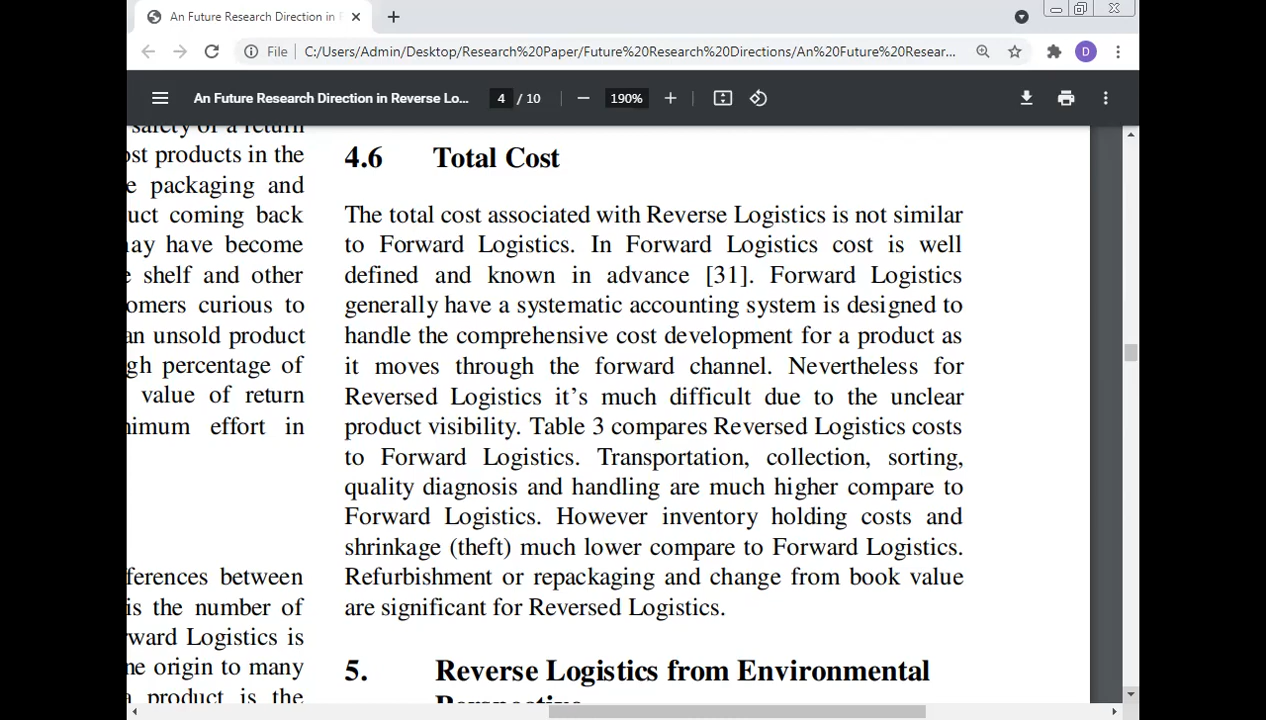 An Future Research Direction in
File
C:/Users/Admin/Desktop/Research%20Paper/Future%20Research%20Directions/An%20Future%20Resear...
D
An Future Research Direction in Reverse Lo...
4 / 10
190%
safety of a return
ost products in the
e packaging and
uct coming back
ay have become
e shelf and other
omers curious to
an unsold product
gh percentage of
value of return
nimum effort in
ferences between
is the number of
rward Logistics is
ne origin to many
a product is the
4.6 Total Cost
The total cost associated with Reverse Logistics is not similar
to Forward Logistics. In Forward Logistics cost is well
defined and known in advance [31]. Forward Logistics
generally have a systematic accounting system is designed to
handle the comprehensive cost development for a product as
it moves through the forward channel. Nevertheless for
Reversed Logistics it’s much difficult due to the unclear
product visibility. Table 3 compares Reversed Logistics costs
to Forward Logistics. Transportation, collection, sorting,
quality diagnosis and handling are much higher compare to
Forward Logistics. However inventory holding costs and
shrinkage (theft) much lower compare to Forward Logistics.
Refurbishment or repackaging and change from book value
are significant for Reversed Logistics.
5. Reverse Logistics from Environmental
Perspective